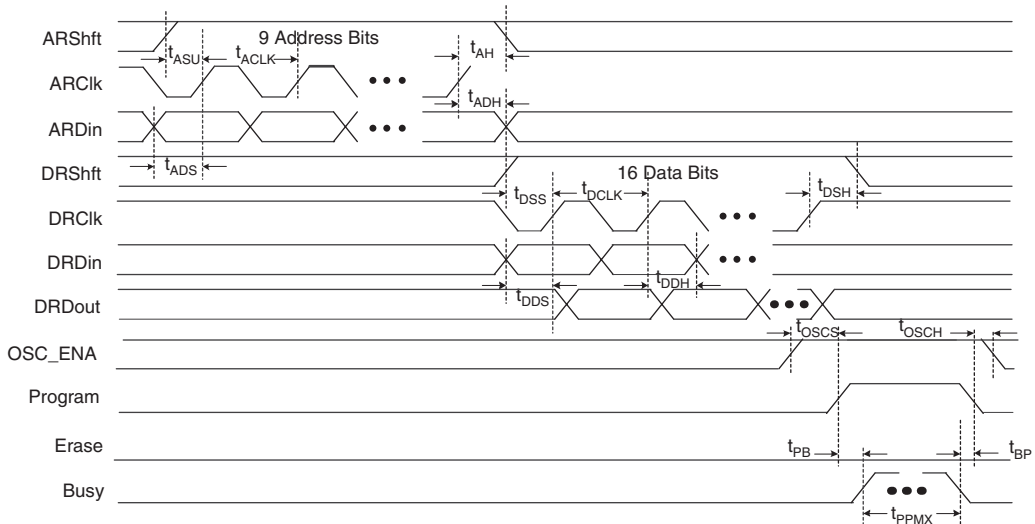 ARShft
9 Address Bits
tASU
tACLK
tAH
ARClk
tADH
ARDin
tADS
DRShft
16 Data Bits
tDSS
tDCLK
tDSH
DRClk
DRDin
tDDS
tDDH
DRDout
tOSCS
tOSCH
OSC_ENA
Program
Erase
tPB
tBP
Busy
tPPMX